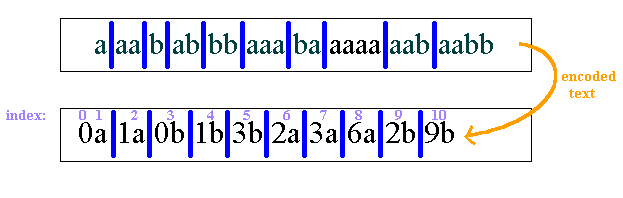 a|aa|b|ab|bb|aaa|ba|aaaa|aab|aabb
encoded
text
index: 0 1 2 3 4 5 6 7 8 9 10
0a|1a|0b|1b|3b|2a|3a|6a|2b|9b